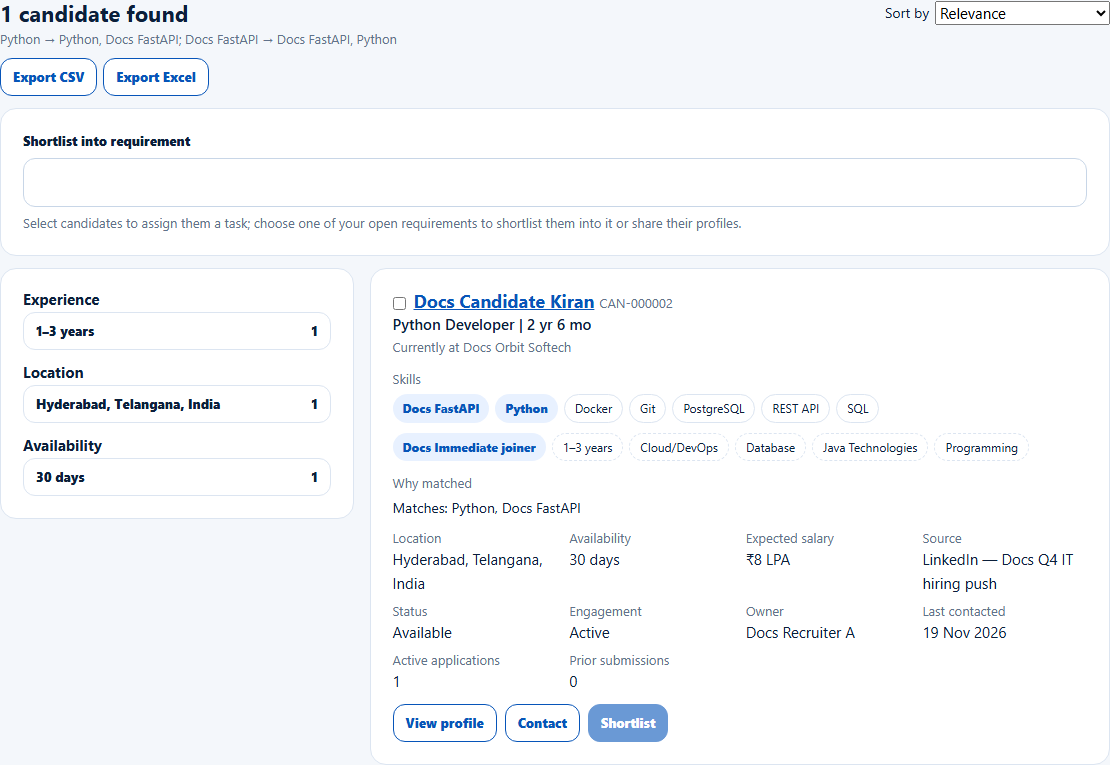 1 candidate found
Sort by Relevance
Python → Python, Docs FastAPI; Docs FastAPI → Docs FastAPI, Python
Export CSV Export Excel
Shortlist into requirement
Select candidates to assign them a task; choose one of your open requirements to shortlist them into it or share their profiles.
Experience
1–3 years 1
Location
Hyderabad, Telangana, India 1
Availability
30 days 1
Docs Candidate Kiran CAN-000002
Python Developer | 2 yr 6 mo
Currently at Docs Orbit Softech
Skills
Docs FastAPI Python Docker Git PostgreSQL REST API SQL
Docs Immediate joiner 1–3 years Cloud/DevOps Database Java Technologies Programming
Why matched
Matches: Python, Docs FastAPI
Location Availability Expected salary Source
Hyderabad, Telangana, 30 days ₹8 LPA LinkedIn — Docs Q4 IT
India hiring push
Status Engagement Owner Last contacted
Available Active Docs Recruiter A 19 Nov 2026
Active applications Prior submissions
1 0
View profile Contact Shortlist